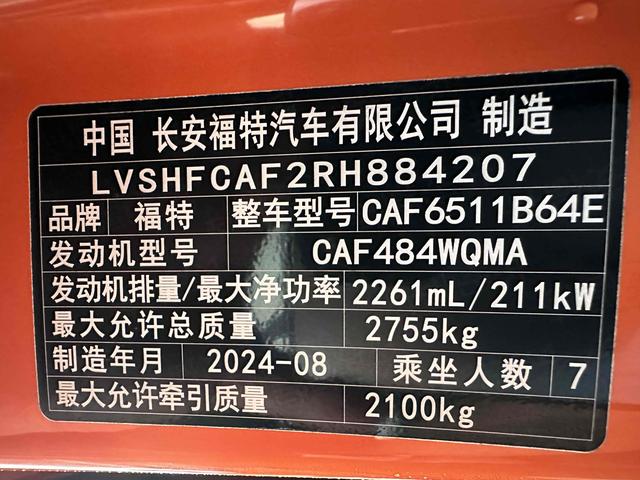 中国 长安福特汽车有限公司 制造
LVSHFCAF2RH884207
品牌 福特 整车型号 CAF6511B64E
发动机型号 CAF484WQMA
发动机排量/最大净功率 2261mL/211kW
最大允许总质量 2755kg
制造年月 2024-08 乘坐人数 7
最大允许牵引质量 2100kg